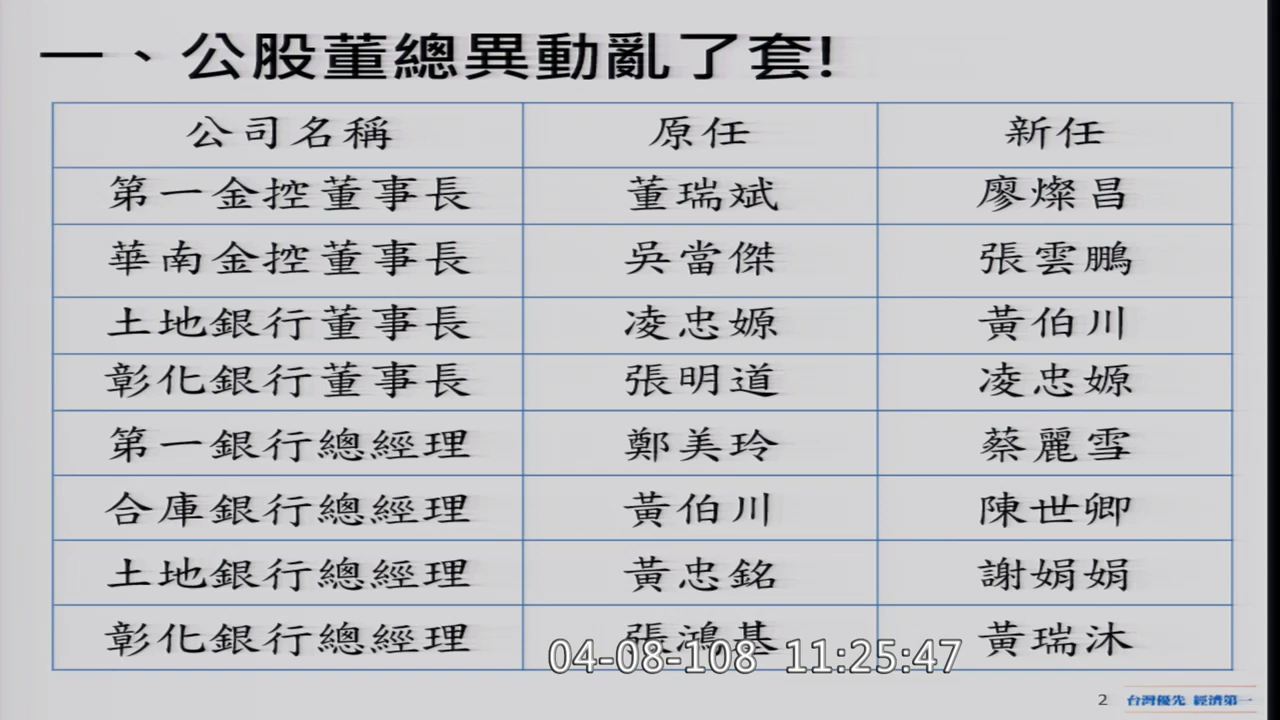 一、公股董總異動亂了套!
公司名稱 原任 新任
第一金控董事長 董瑞斌 廖燦昌
華南金控董事長 吳當傑 張雲鵬
土地銀行董事長 凌忠嫄 黃伯川
彰化銀行董事長 張明道 凌忠嫄
第一銀行總經理 鄭美玲 蔡麗雪
合庫銀行總經理 黃伯川 陳世卿
土地銀行總經理 黃忠銘 謝娟娟
彰化銀行總經理 張鴻基 黃瑞沐
04-08-108 11:25:47
2 台灣優先 經濟第一